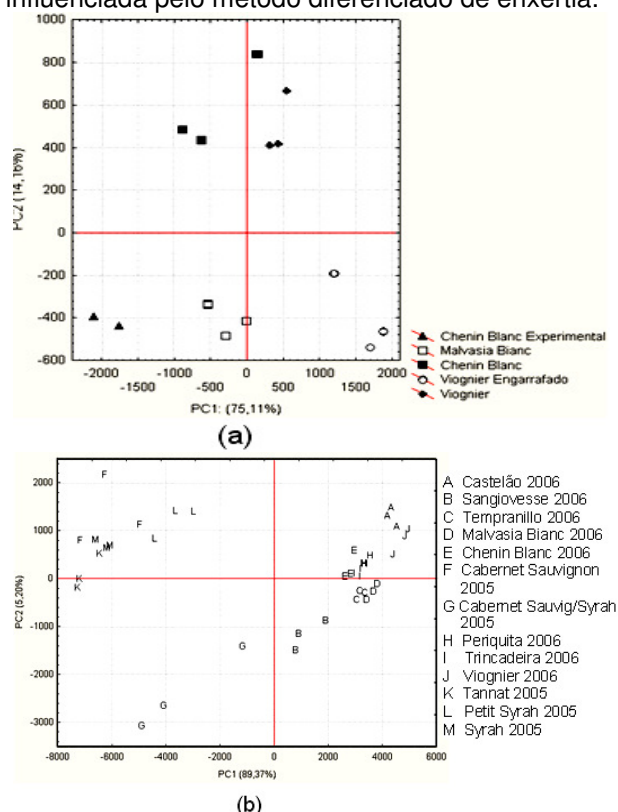 influenciada pelo método diferenciado de enxertia.
1000
800
600
400
200
0
-200
-400
-600
PC2 (14,16%)
-2000 -1000 0 1000 2000
-1500 -500 500 1500
PC1: (75,11%)
Chenin Blanc Experimental
Malvasia Bianc
Chenin Blanc
Viognier Engarrafado
Viognier
(a)
2000
1000
0
-1000
-2000
-3000
PC2 (5,20%)
F
F
F
L L
L
M
M M
K
K
K
G
G
G
A
A
A
J
J
J
E
E
H
H
I
B B
D
C C
D
C D
B
B
B
-8000 -6000 -4000 -2000 0 2000 4000 6000
PC1 (89,37%)
A Castelão 2006
B Sangiovesse 2006
C Tempranillo 2006
D Malvasia Bianc 2006
E Chenin Blanc 2006
F Cabernet Sauvignon
2005
G Cabernet Sauvig/Syrah
2005
H Periquita 2006
I Trincadeira 2006
J Viognier 2006
K Tannat 2005
L Petit Syrah 2005
M Syrah 2005
(b)